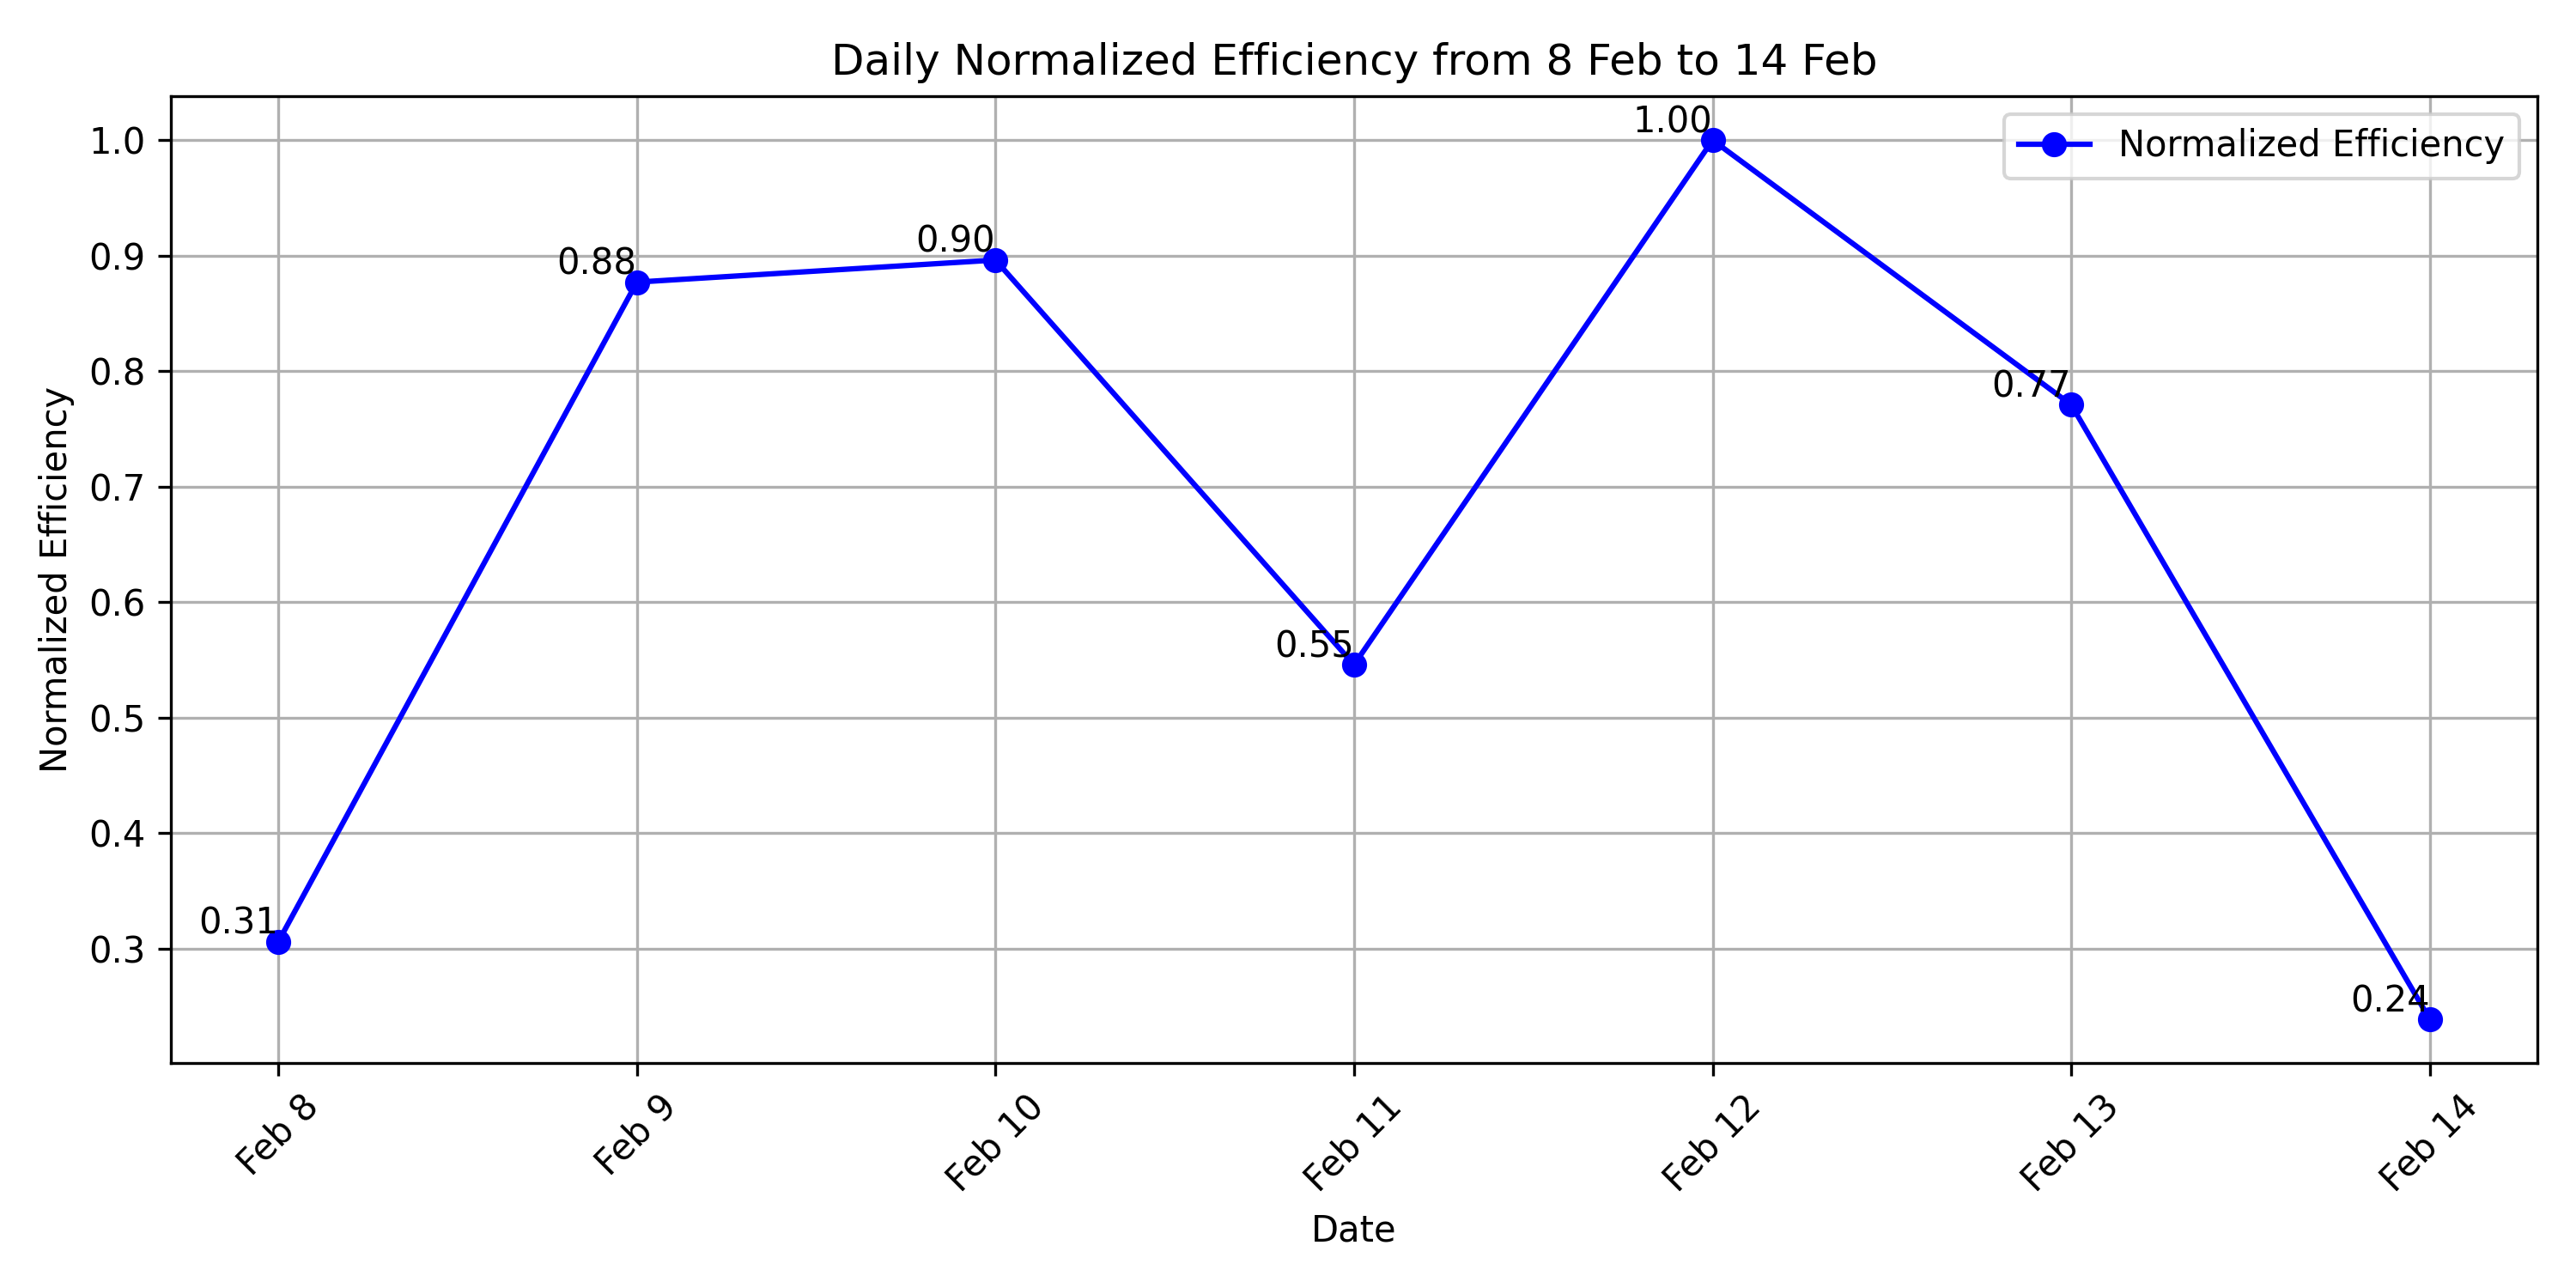 Daily Normalized Efficiency from 8 Feb to 14 Feb
Normalized Efficiency
Normalized Efficiency
1.0
0.9
0.8
0.7
0.6
0.5
0.4
0.3
0.31
0.88
0.90
0.55
1.00
0.77
0.24
Feb 8
Feb 9
Feb 10
Feb 11
Feb 12
Feb 13
Feb 14
Date